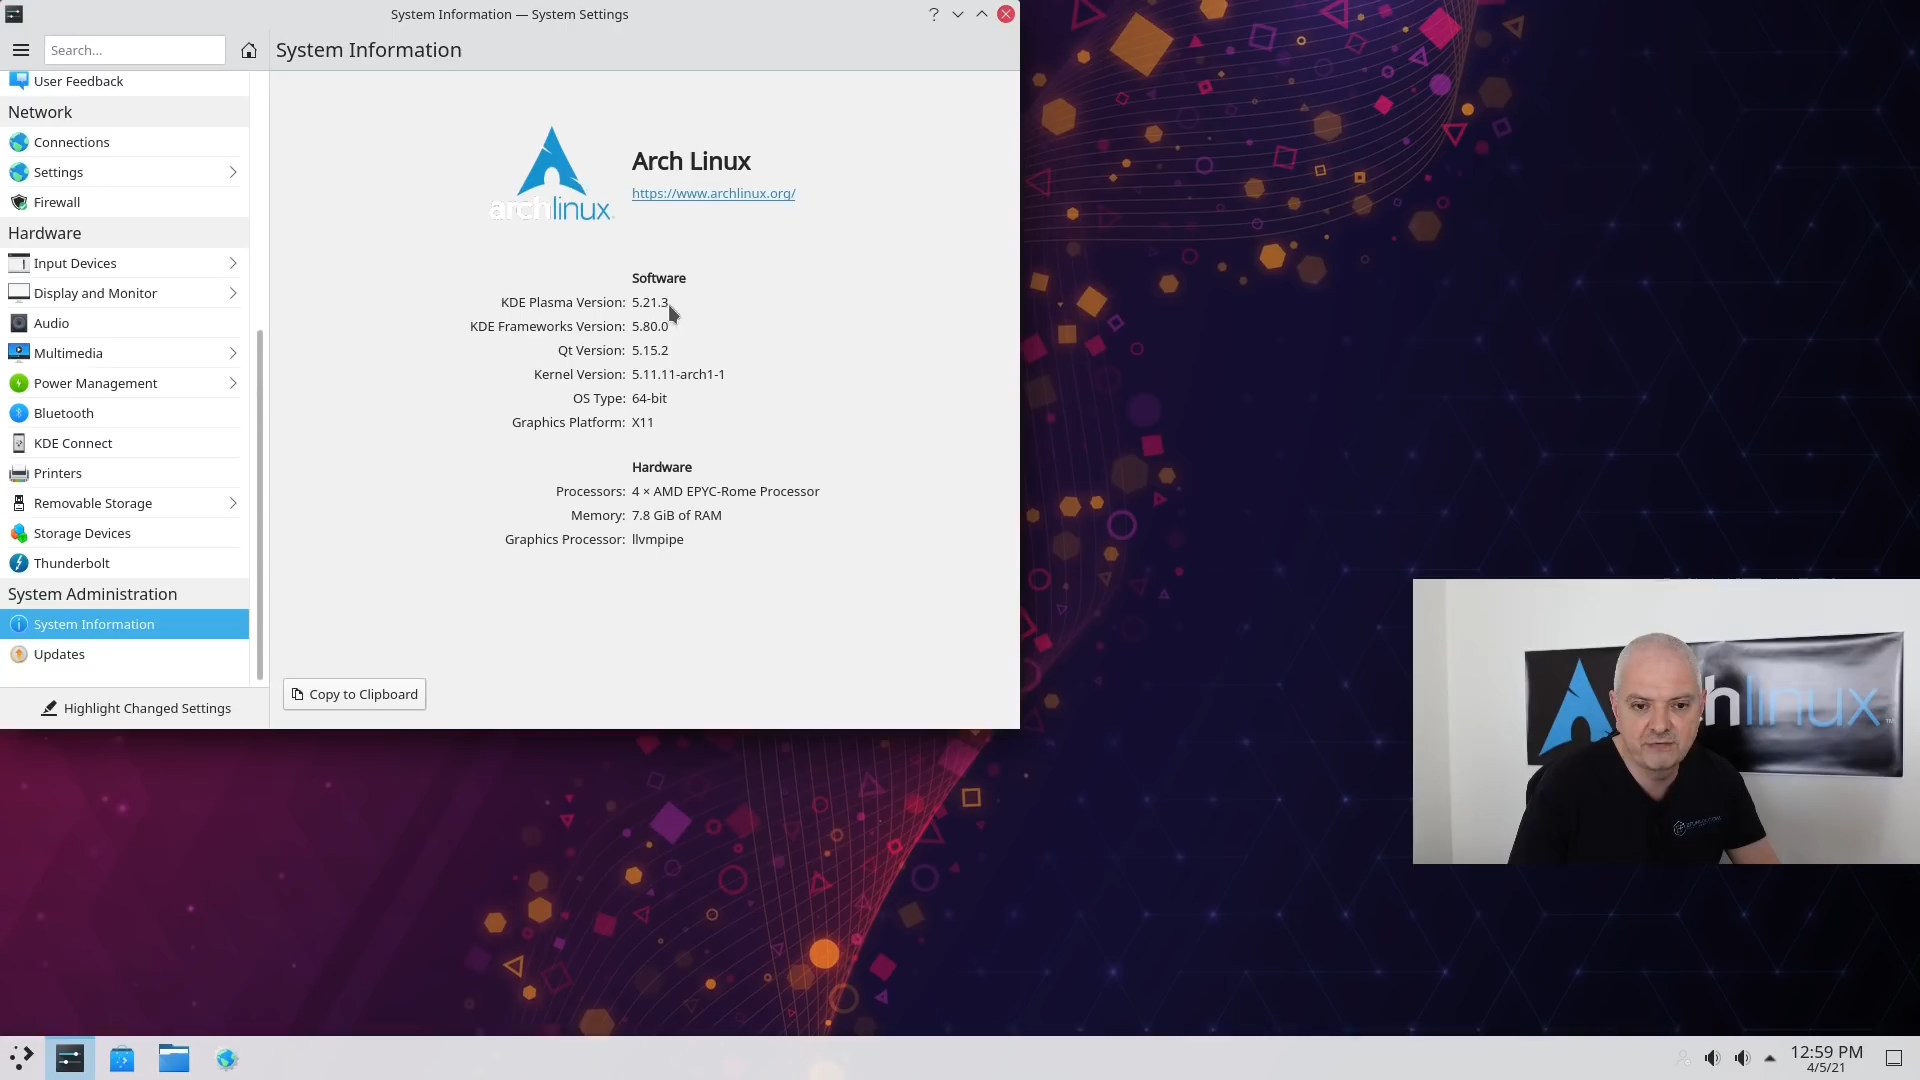 System Information — System Settings
Search...
System Information
User Feedback
Network
Connections
Settings
Firewall
Hardware
Input Devices
Display and Monitor
Audio
Multimedia
Power Management
Bluetooth
KDE Connect
Printers
Removable Storage
Storage Devices
Thunderbolt
System Administration
System Information
Updates
Highlight Changed Settings
archlinux
Arch Linux
https://www.archlinux.org/
Software
KDE Plasma Version: 5.21.3
KDE Frameworks Version: 5.80.0
Qt Version: 5.15.2
Kernel Version: 5.11.11-arch1-1
OS Type: 64-bit
Graphics Platform: X11
Hardware
Processors: 4 × AMD EPYC-Rome Processor
Memory: 7.8 GiB of RAM
Graphics Processor: llvmpipe
Copy to Clipboard
hlinux
12:59 PM
4/5/21